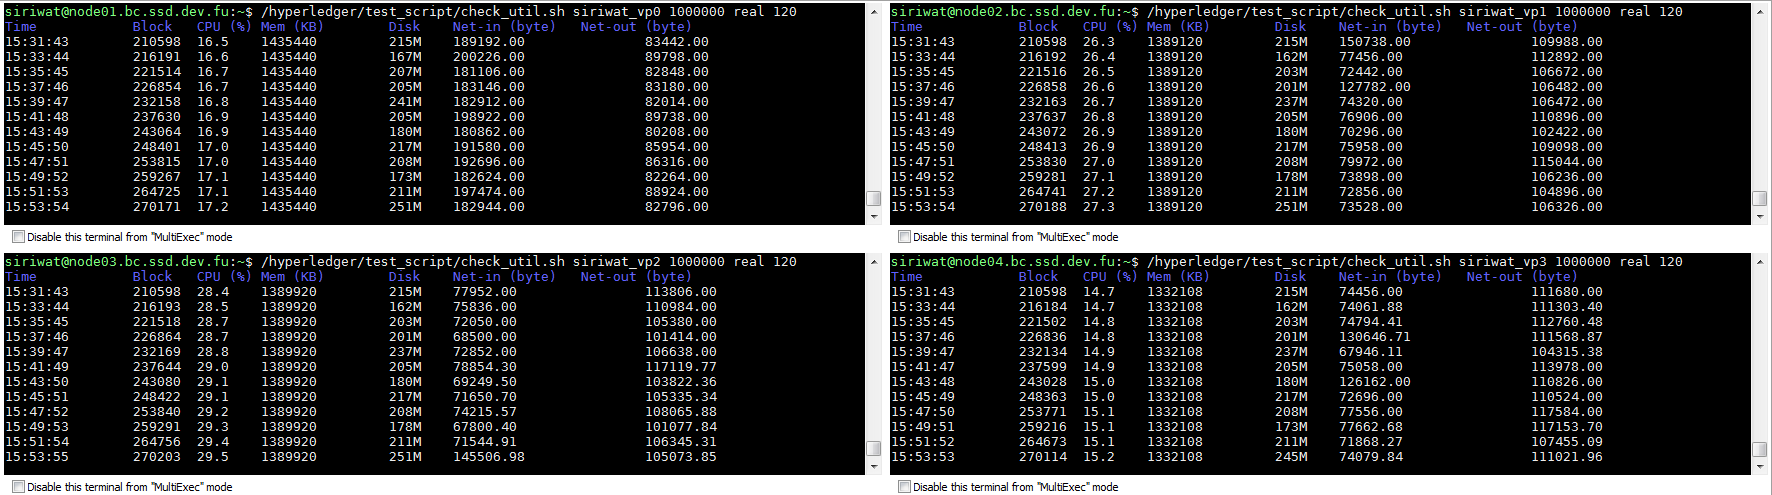 siriwat@node01.bc.ssd.dev.fu:~$ /hyperledger/test_script/check_util.sh siriwat_vp0 1000000 real 120
Time Block CPU (%) Mem (KB) Disk Net-in (byte) Net-out (byte)
15:31:43 210598 16.5 1435440 215M 189192.00 83442.00
15:33:44 216191 16.6 1435440 167M 200226.00 89798.00
15:35:45 221514 16.7 1435440 207M 181106.00 82848.00
15:37:46 226854 16.7 1435440 205M 183146.00 83180.00
15:39:47 232158 16.8 1435440 241M 182912.00 82014.00
15:41:48 237630 16.9 1435440 205M 198922.00 89738.00
15:43:49 243064 16.9 1435440 180M 180862.00 80208.00
15:45:50 248401 17.0 1435440 217M 191580.00 85954.00
15:47:51 253815 17.0 1435440 208M 192696.00 86316.00
15:49:52 259267 17.1 1435440 173M 182624.00 82264.00
15:51:53 264725 17.1 1435440 211M 197474.00 88924.00
15:53:54 270171 17.2 1435440 251M 182944.00 82796.00
Disable this terminal from "MultiExec" mode
siriwat@node02.bc.ssd.dev.fu:~$ /hyperledger/test_script/check_util.sh siriwat_vp1 1000000 real 120
Time Block CPU (%) Mem (KB) Disk Net-in (byte) Net-out (byte)
15:31:43 210598 26.3 1389120 215M 150738.00 109988.00
15:33:44 216192 26.4 1389120 162M 77456.00 112892.00
15:35:45 221516 26.5 1389120 203M 72442.00 106672.00
15:37:46 226858 26.6 1389120 201M 127782.00 106482.00
15:39:47 232163 26.7 1389120 237M 74320.00 106472.00
15:41:48 237637 26.8 1389120 205M 76906.00 110896.00
15:43:49 243072 26.9 1389120 180M 70296.00 102422.00
15:45:50 248413 26.9 1389120 217M 75958.00 109098.00
15:47:51 253830 27.0 1389120 208M 79972.00 115044.00
15:49:52 259281 27.1 1389120 178M 73898.00 106236.00
15:51:53 264741 27.2 1389120 211M 72856.00 104896.00
15:53:54 270188 27.3 1389120 251M 73528.00 106326.00
Disable this terminal from "MultiExec" mode
siriwat@node03.bc.ssd.dev.fu:~$ /hyperledger/test_script/check_util.sh siriwat_vp2 1000000 real 120
Time Block CPU (%) Mem (KB) Disk Net-in (byte) Net-out (byte)
15:31:43 210598 28.4 1389920 215M 77952.00 113806.00
15:33:44 216193 28.5 1389920 162M 75836.00 110984.00
15:35:45 221518 28.7 1389920 203M 72050.00 105380.00
15:37:46 226864 28.7 1389920 201M 68500.00 101414.00
15:39:47 232169 28.8 1389920 237M 72852.00 106638.00
15:41:49 237644 29.0 1389920 205M 78854.30 117119.77
15:43:50 243080 29.1 1389920 180M 69249.50 103822.36
15:45:51 248422 29.1 1389920 217M 71650.70 105335.34
15:47:52 253840 29.2 1389920 208M 74215.57 108065.88
15:49:53 259291 29.3 1389920 178M 67800.40 101077.84
15:51:54 264756 29.4 1389920 211M 71544.91 106345.31
15:53:55 270203 29.5 1389920 251M 145506.98 105073.85
Disable this terminal from "MultiExec" mode
siriwat@node04.bc.ssd.dev.fu:~$ /hyperledger/test_script/check_util.sh siriwat_vp3 1000000 real 120
Time Block CPU (%) Mem (KB) Disk Net-in (byte) Net-out (byte)
15:31:43 210598 14.7 1332108 215M 74456.00 111680.00
15:33:44 216184 14.7 1332108 162M 74061.88 111303.40
15:35:45 221502 14.8 1332108 203M 74794.41 112760.48
15:37:46 226836 14.8 1332108 201M 130646.71 111568.87
15:39:47 232134 14.9 1332108 237M 67946.11 104315.38
15:41:47 237599 14.9 1332108 205M 75058.00 113978.00
15:43:48 243028 15.0 1332108 180M 126162.00 110826.00
15:45:49 248363 15.0 1332108 217M 72696.00 110524.00
15:47:50 253771 15.1 1332108 208M 77556.00 117584.00
15:49:51 259216 15.1 1332108 173M 77662.68 117153.70
15:51:52 264673 15.1 1332108 211M 71868.27 107455.09
15:53:53 270114 15.2 1332108 245M 74079.84 111021.96
Disable this terminal from "MultiExec" mode